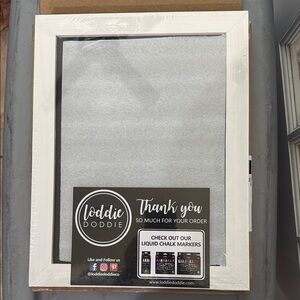 loddie
DODDIE
Thank you
SO MUCH FOR YOUR ORDER
CHECK OUT OUR
LIQUID CHALK MARKERS
Like and Follow us
@loddiedoddieco
www.loddiedoddie.com